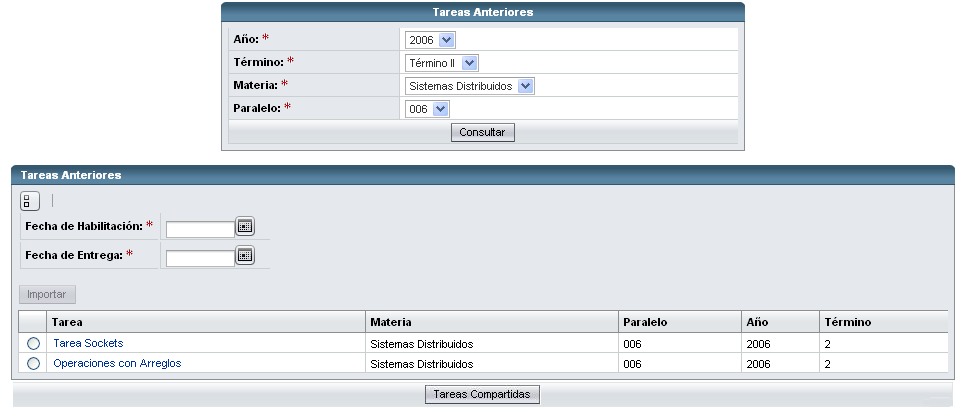 Tareas Anteriores
Año: * 2006
Término: * Término II
Materia: * Sistemas Distribuidos
Paralelo: * 006
Consultar
Tareas Anteriores
Fecha de Habilitación: *
Fecha de Entrega: *
Importar
Tarea Materia Paralelo Año Término
Tarea Sockets Sistemas Distribuidos 006 2006 2
Operaciones con Arreglos Sistemas Distribuidos 006 2006 2
Tareas Compartidas